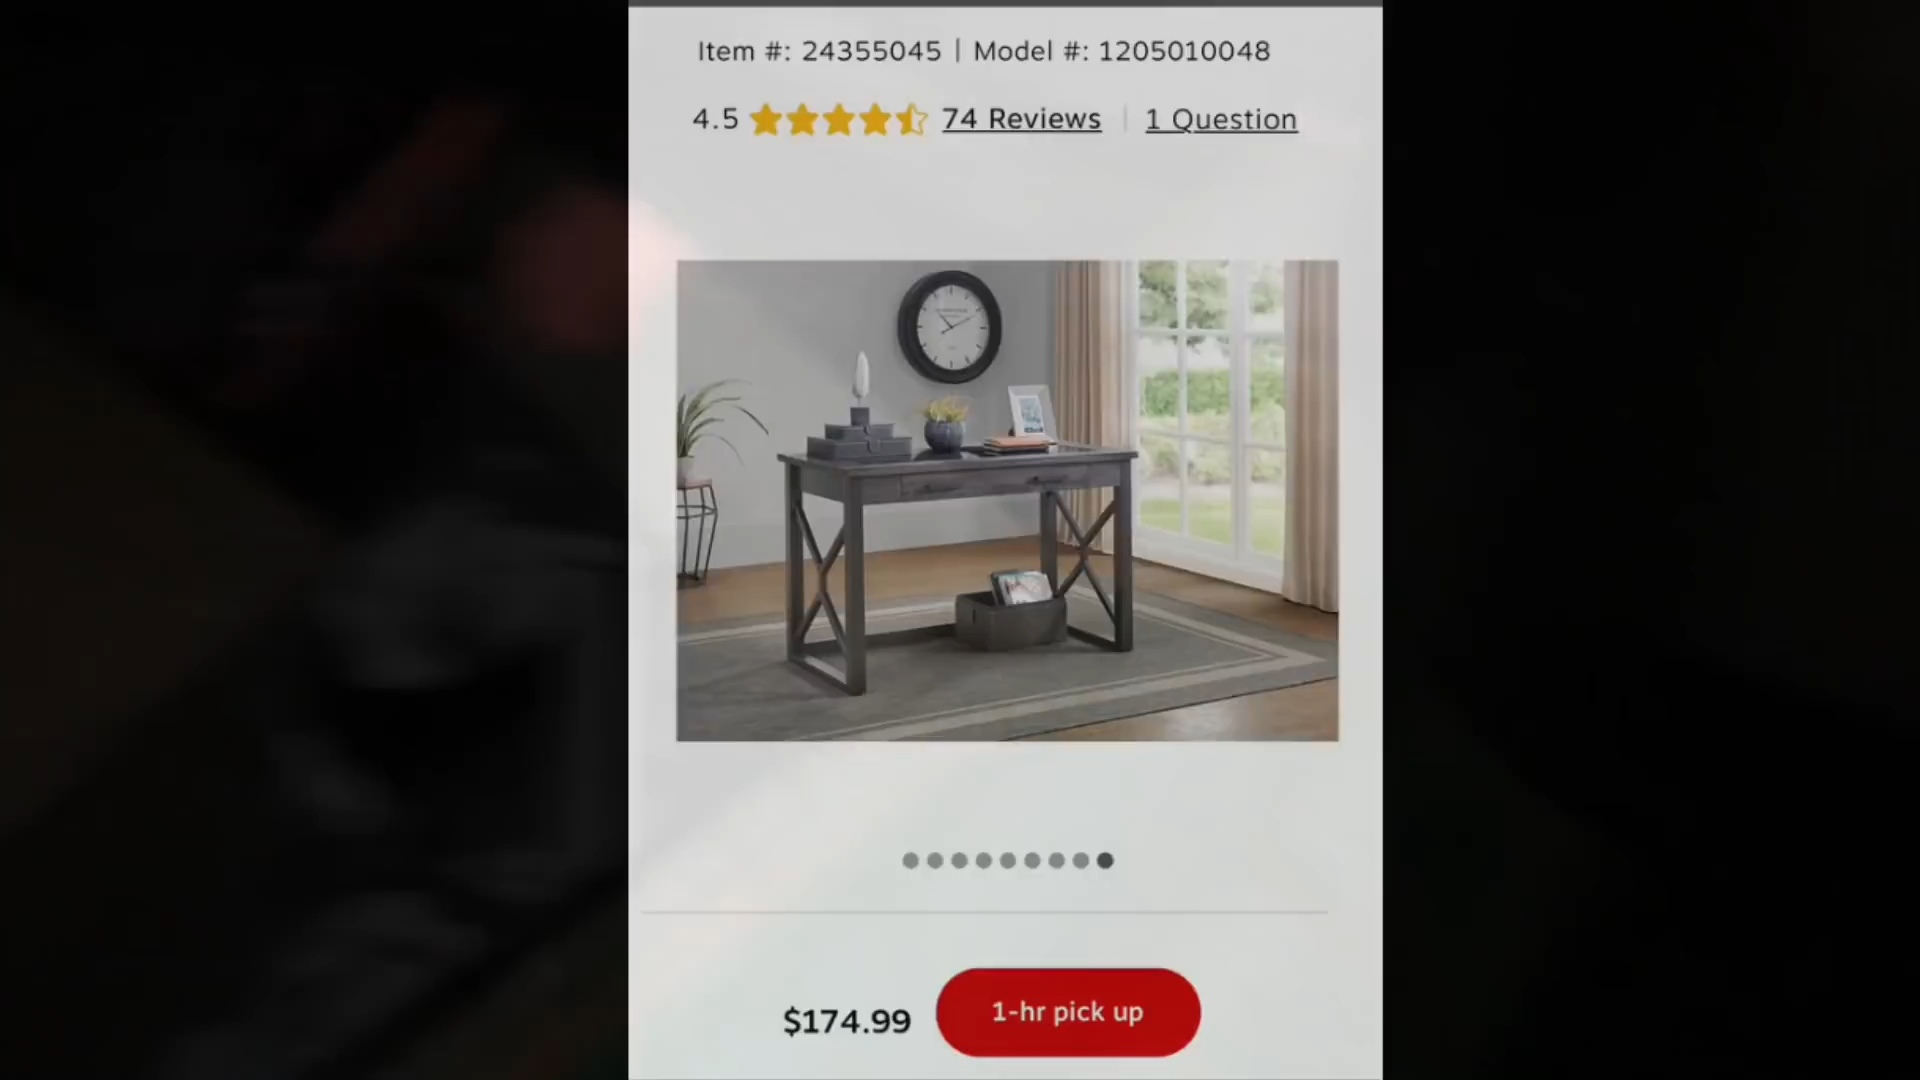 Item #: 24355045 | Model #: 1205010048
4.5 74 Reviews | 1 Question
$174.99 1-hr pick up